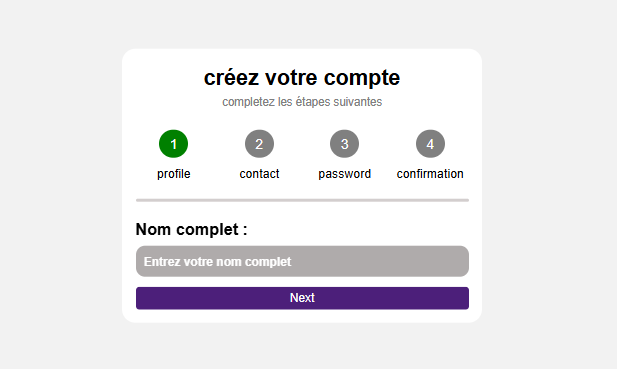 créez votre compte
completez les étapes suivantes
1 2 3 4
profile contact password confirmation
Nom complet :
Entrez votre nom complet
Next